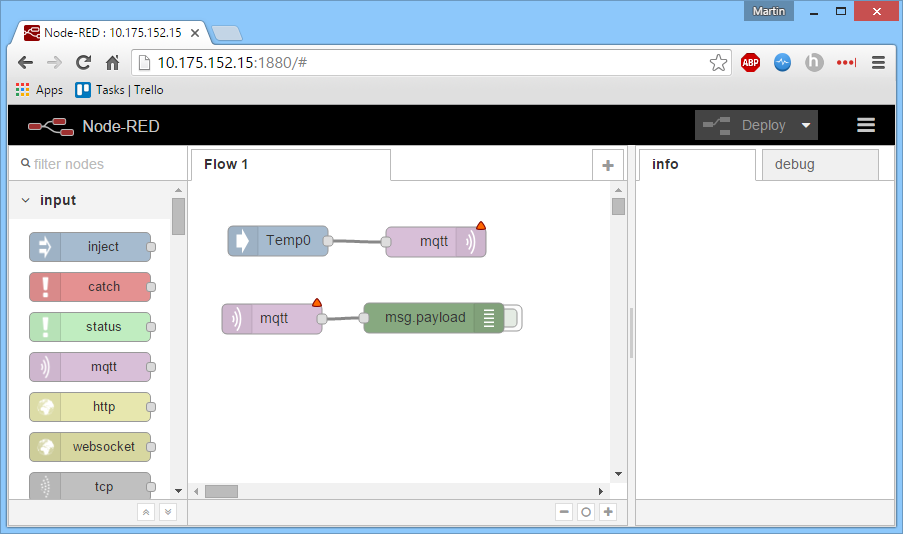 Martin
Node-RED : 10.175.152.15
10.175.152.15:1880/#
ABP
h
Apps
Tasks | Trello
Node-RED
Deploy
filter nodes
Flow 1
info
debug
input
inject
catch
status
mqtt
http
websocket
tcp
Temp0
mqtt
mqtt
msg.payload